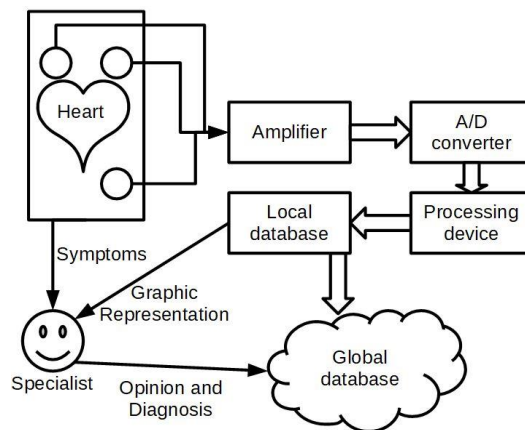 Heart
Amplifier
A/D
converter
Local
database
Processing
device
Symptoms
Graphic
Representation
Specialist
Opinion and
Diagnosis
Global
database